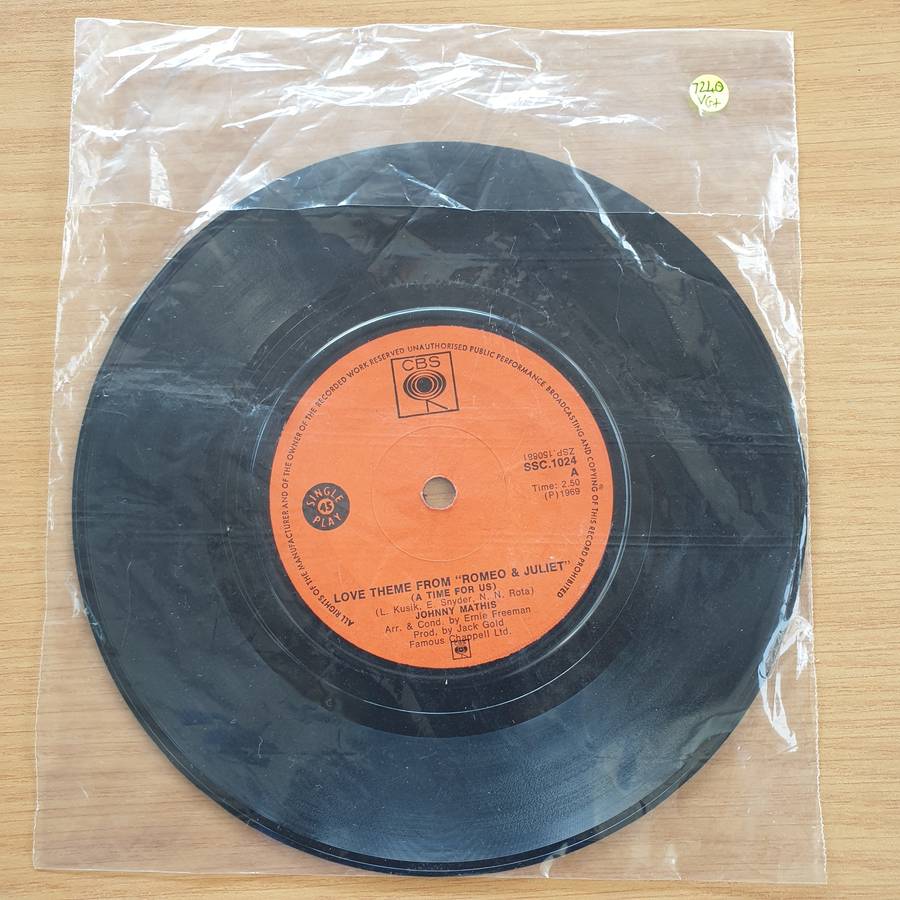 7240
VG+
ALL RIGHTS OF THE MANUFACTURER AND OF THE OWNER OF THE RECORDED WORK RESERVED UNAUTHORISED PUBLIC PERFORMANCE BROADCASTING AND COPYING OF THIS RECORD PROHIBITED
CBS
ZSP.150681
SSC.1024
A
Time: 2.50
(P)1969
SINGLE
45
PLAY
LOVE THEME FROM "ROMEO & JULIET"
(A TIME FOR US)
(L. Kusik, E. Snyder, N. N. Rota)
JOHNNY MATHIS
Arr. & Cond. by Ernie Freeman
Prod. by Jack Gold
Famous Chappell Ltd.
CBS